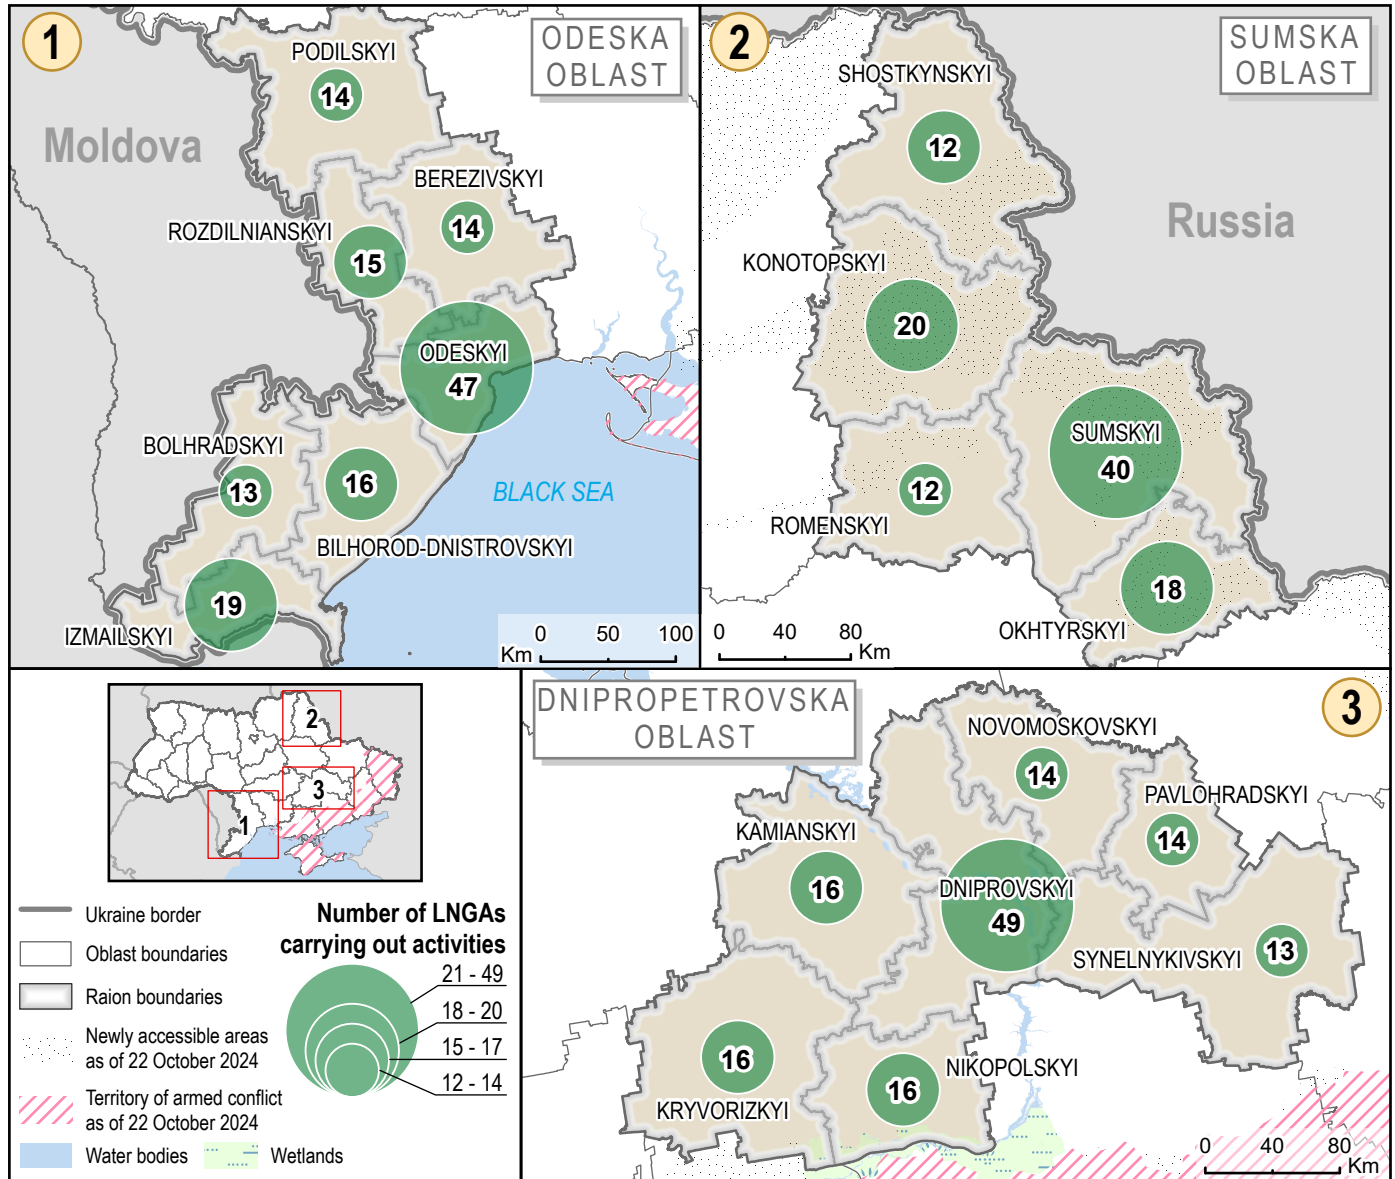 1
ODESKA
OBLAST
PODILSKYI
14
Moldova
BEREZIVSKYI
14
ROZDILNIANSKYI
15
ODESKYI
47
BOLHRADSKYI
13
16
BLACK SEA
BILHOROD-DNISTROVSKYI
19
IZMAILSKYI
0 50 100
Km
2
SUMSKA
OBLAST
SHOSTKYNSKYI
12
Russia
KONOTOPSKYI
20
SUMSKYI
40
12
ROMENSKYI
18
OKHTYRSKYI
0 40 80
Km
2
3
1
Ukraine border
Oblast boundaries
Raion boundaries
Newly accessible areas
as of 22 October 2024
Territory of armed conflict
as of 22 October 2024
Water bodies
Wetlands
Number of LNGAs
carrying out activities
21 - 49
18 - 20
15 - 17
12 - 14
DNIPROPETROVSKA
OBLAST
3
NOVOMOSKOVSKYI
14
PAVLOHRADSKYI
14
KAMIANSKYI
16
DNIPROVSKYI
49
SYNELNYKIVSKYI
13
16
KRYVORIZKYI
NIKOPOLSKYI
16
0 40 80
Km